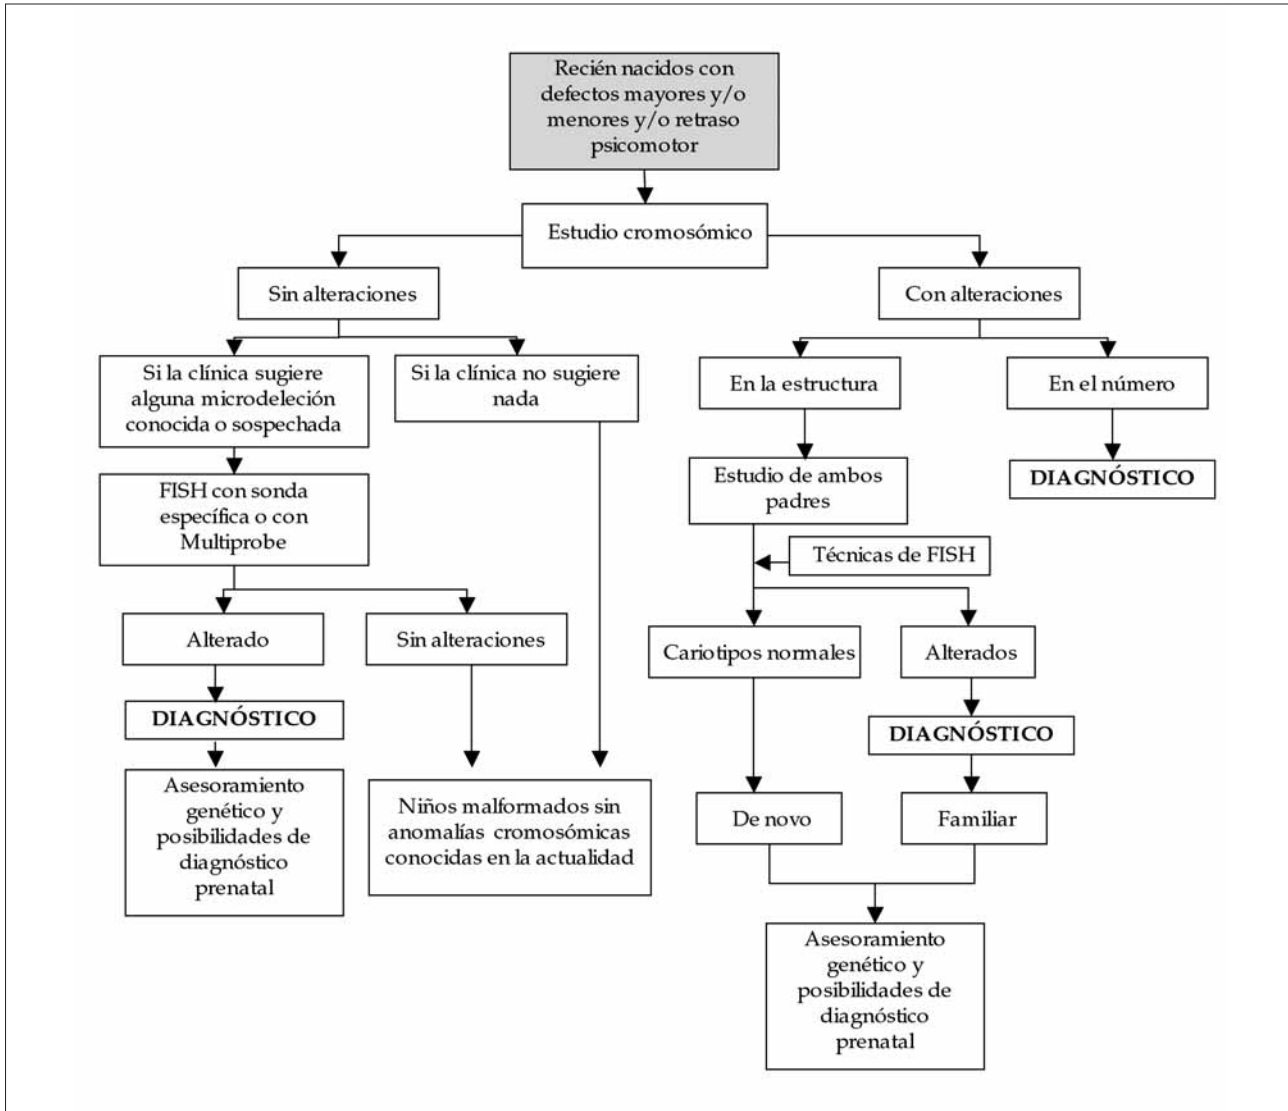 Recién nacidos con
defectos mayores y/o
menores y/o retraso
psicomotor
Estudio cromosómico
Sin alteraciones
Con alteraciones
Si la clínica sugiere
alguna microdeleción
conocida o sospechada
Si la clínica no sugiere
nada
En la estructura
En el número
FISH con sonda
específica o con
Multiprobe
Estudio de ambos
padres
DIAGNÓSTICO
Técnicas de FISH
Alterado
Sin alteraciones
Cariotipos normales
Alterados
DIAGNÓSTICO
DIAGNÓSTICO
Asesoramiento
genético y
posibilidades de
diagnóstico
prenatal
Niños malformados sin
anomalías cromosómicas
conocidas en la actualidad
De novo
Familiar
Asesoramiento
genético y
posibilidades de
diagnóstico
prenatal